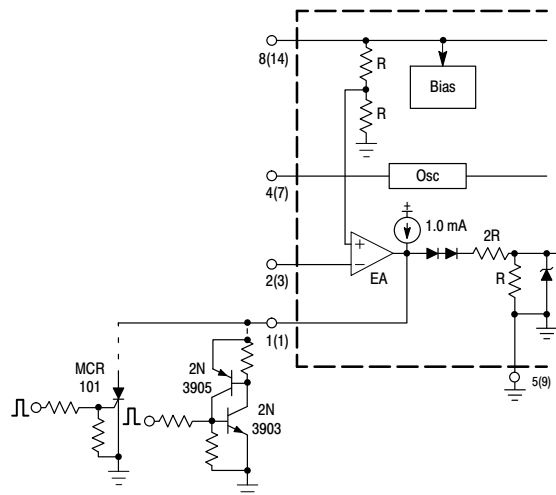 8(14)
R
Bias
R
4(7)
Osc
+
1.0 mA
+
2R
−
2(3)
EA
R
1(1)
5(9)
MCR
101
2N
3905
2N
3903